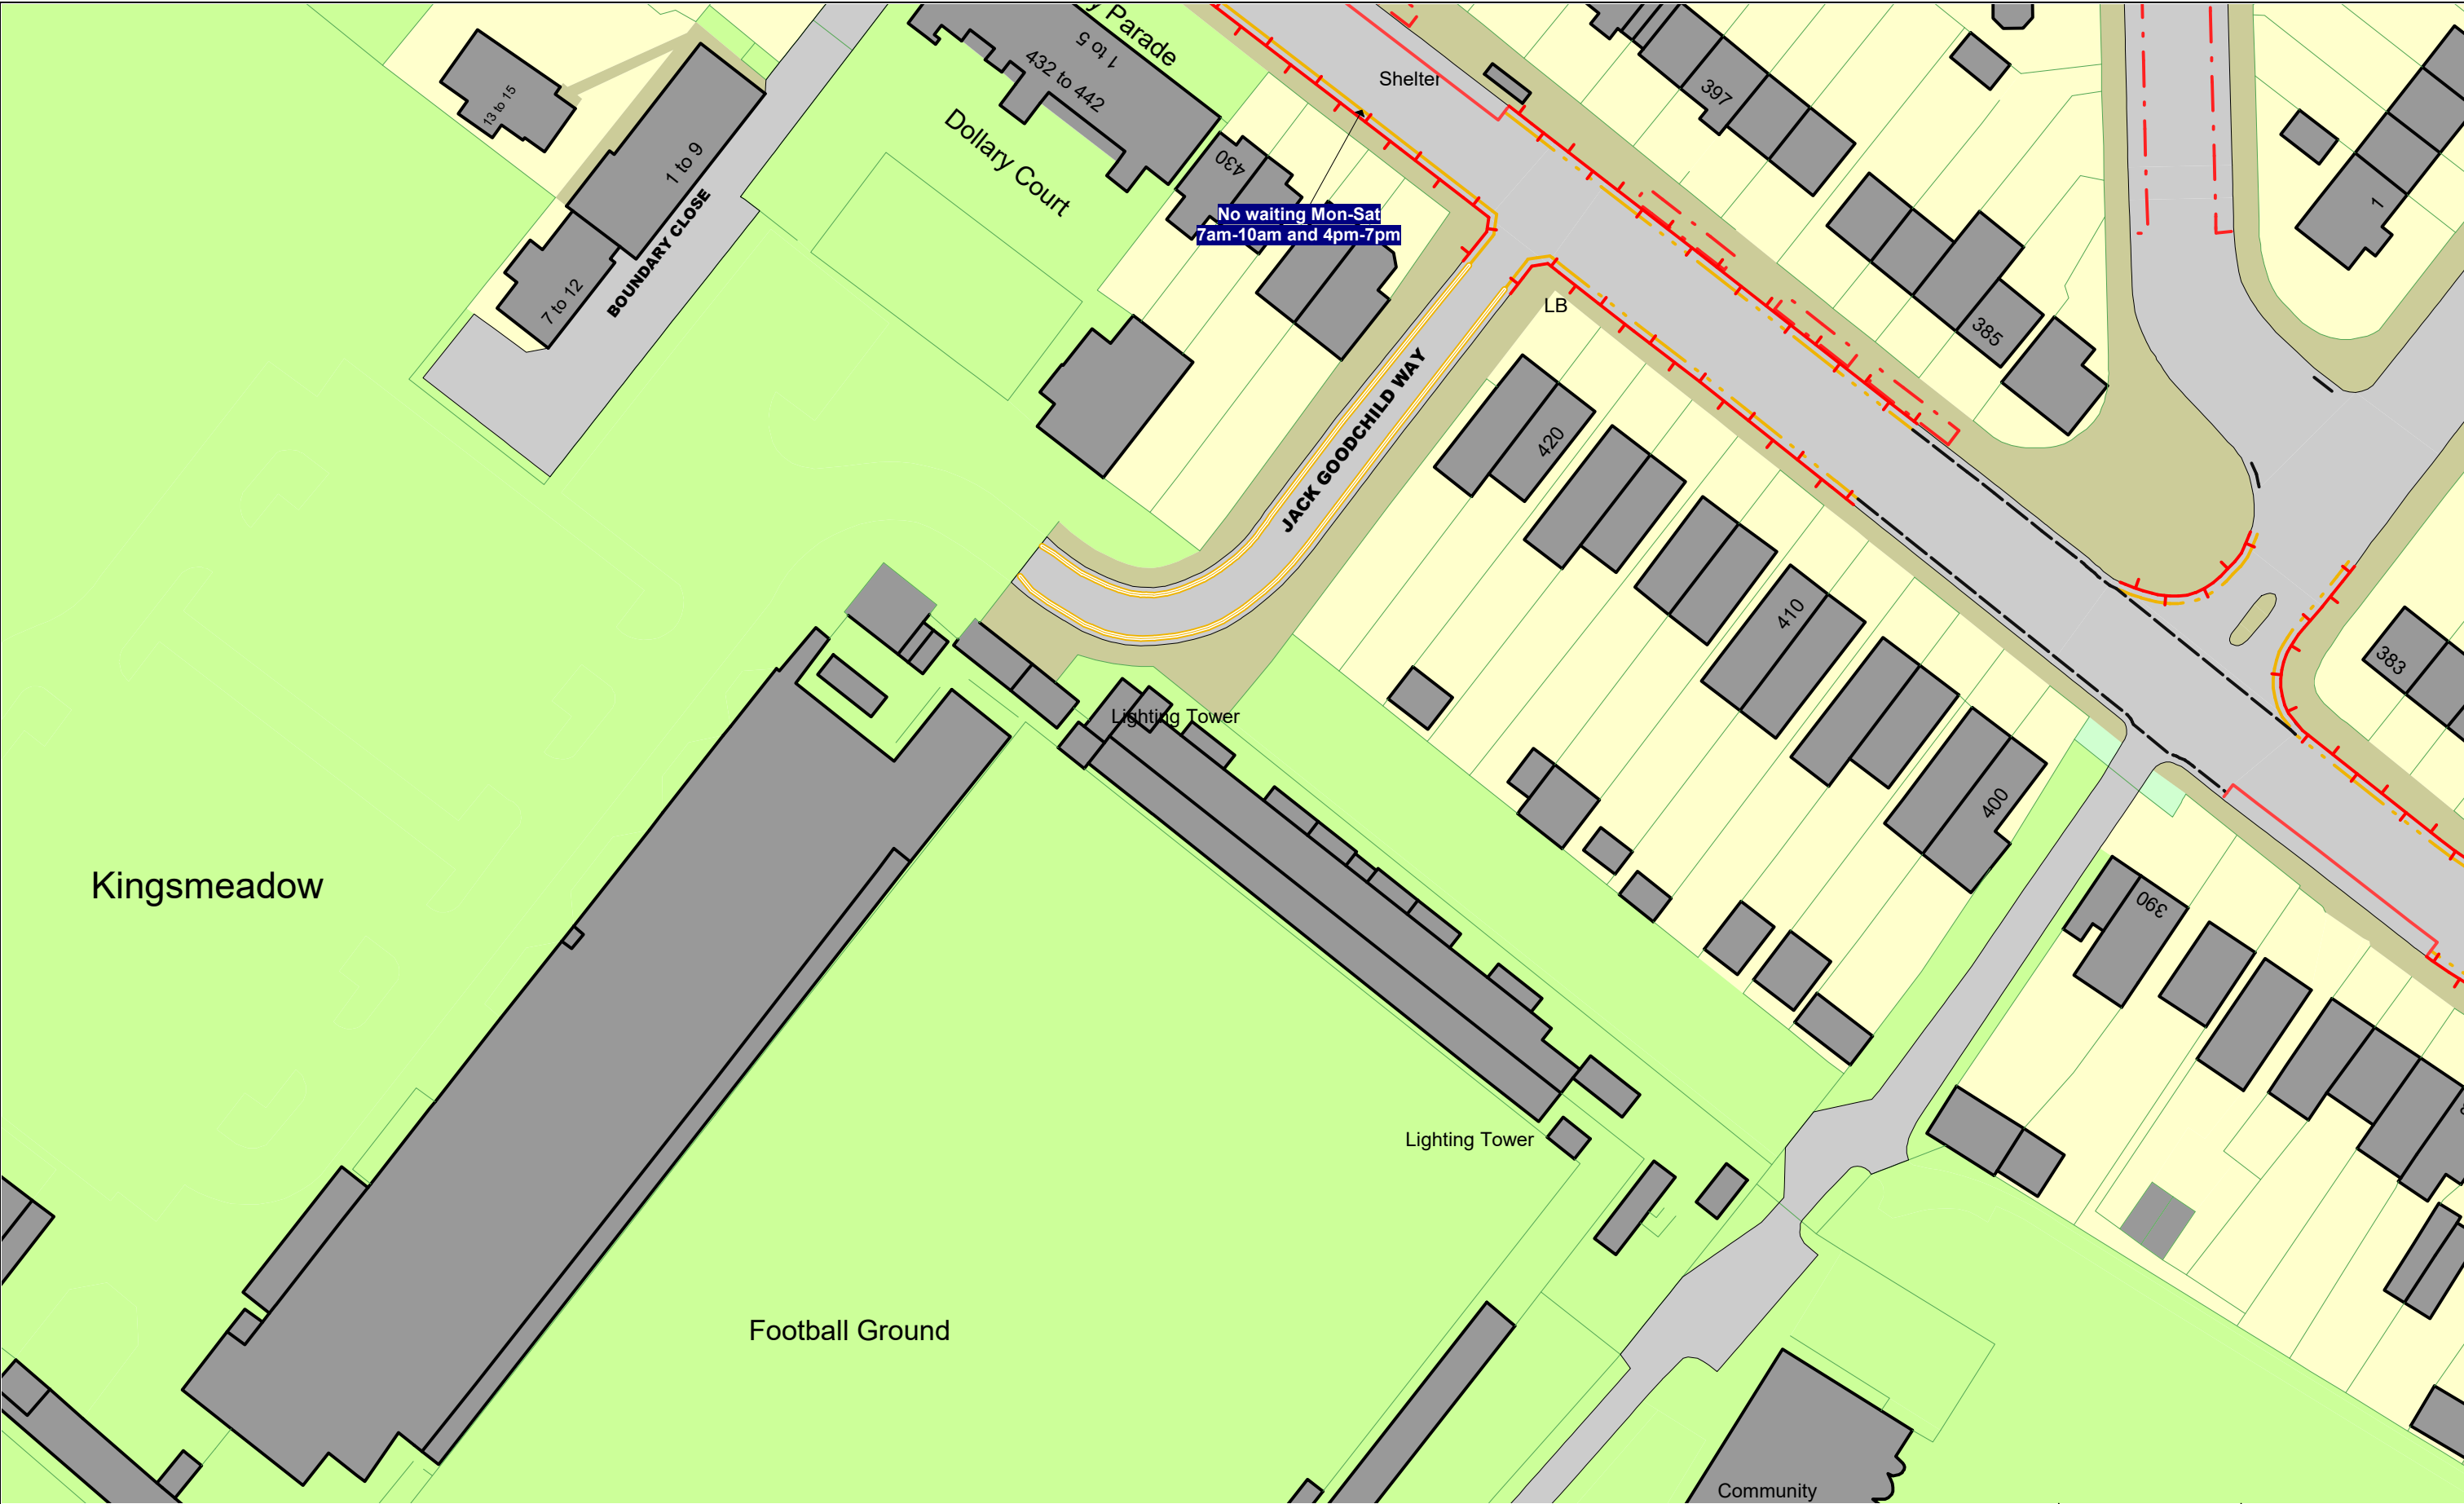 y Parade
1 to 5
432 to 442
Shelter
397
13 to 15
1 to 9
Dollary Court
430
No waiting Mon-Sat
7am-10am and 4pm-7pm
1
BOUNDARY CLOSE
7 to 12
LB
385
JACK GOODCHILD WAY
420
410
383
Lighting Tower
400
Kingsmeadow
390
Lighting Tower
Football Ground
Community